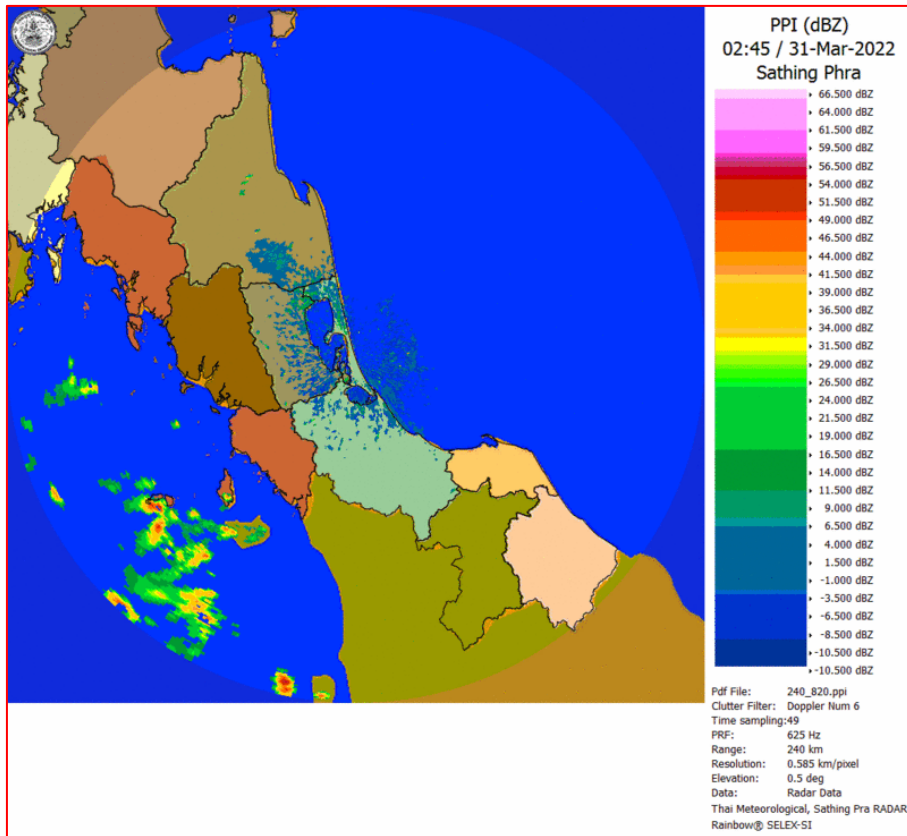 PPI (dBZ)
02:45 / 31-Mar-2022
Sathing Phra
66.500 dBZ
64.000 dBZ
61.500 dBZ
59.500 dBZ
56.500 dBZ
54.000 dBZ
51.500 dBZ
49.000 dBZ
46.500 dBZ
44.000 dBZ
41.500 dBZ
39.000 dBZ
36.500 dBZ
34.000 dBZ
31.500 dBZ
29.000 dBZ
26.500 dBZ
24.000 dBZ
21.500 dBZ
19.000 dBZ
16.500 dBZ
14.000 dBZ
11.500 dBZ
9.000 dBZ
6.500 dBZ
4.000 dBZ
1.500 dBZ
-1.000 dBZ
-3.500 dBZ
-6.500 dBZ
-8.500 dBZ
-10.500 dBZ
-10.500 dBZ
Pdf File: 240_820.ppi
Clutter Filter: Doppler Num 6
Time sampling:49
PRF: 625 Hz
Range: 240 km
Resolution: 0.585 km/pixel
Elevation: 0.5 deg
Data: Radar Data
Thai Meteorological, Sathing Pra RADAR
Rainbow® SELEX-SI